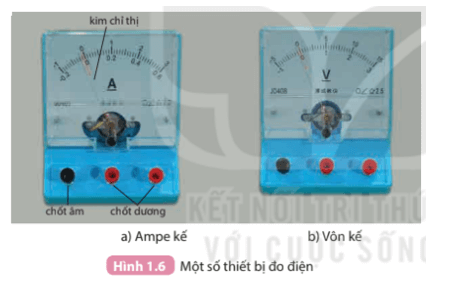 kim chỉ thị
A
V
chốt âm
chốt dương
KẾT NỐI TRI THỨ
VỚI CUỘC SỐNG
a) Ampe kế
b) Vôn kế
Hình 1.6 Một số thiết bị đo điện